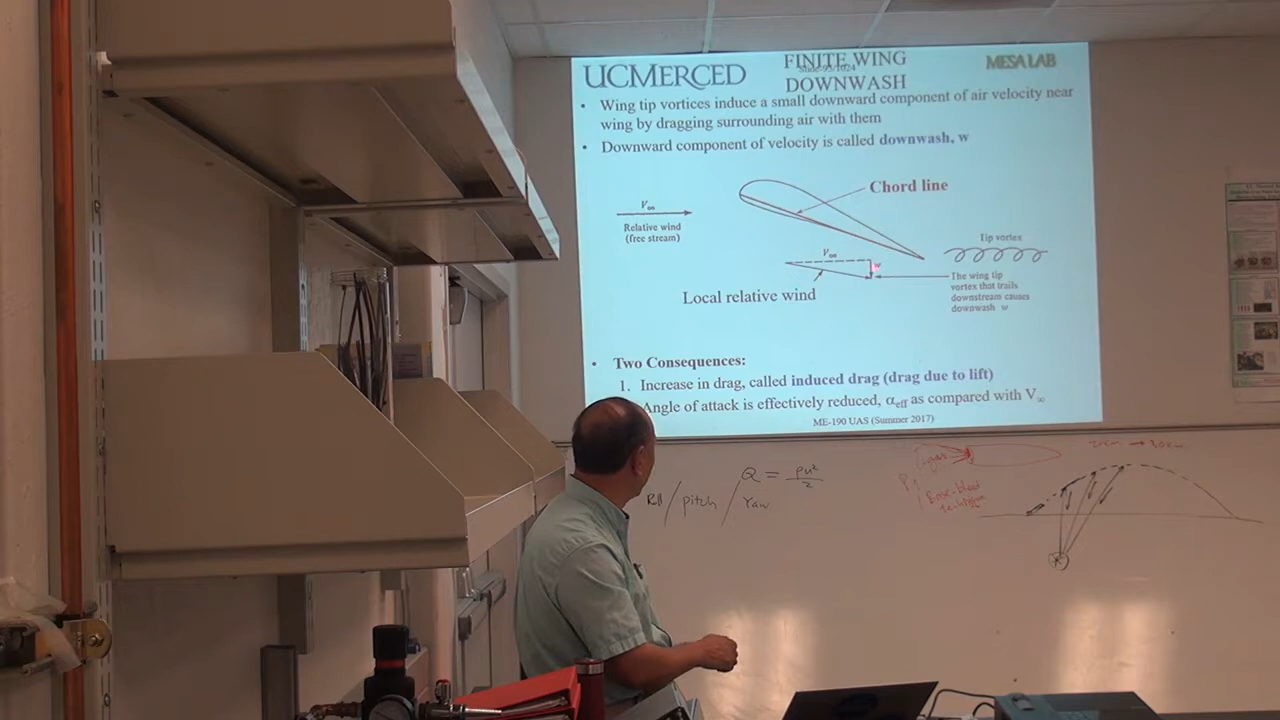 UCMERCED
FINITE WING
DOWNWASH
MESA LAB
• Wing tip vortices induce a small downward component of air velocity near
wing by dragging surrounding air with them
• Downward component of velocity is called downwash, w
Chord line
V∞
Relative wind
(free stream)
Tip vortex
V∞
w
The wing tip
vortex that trails
downstream causes
downwash w
Local relative wind
• Two Consequences:
1. Increase in drag, called induced drag (drag due to lift)
Angle of attack is effectively reduced, αeff as compared with V∞
ME-190 UAS (Summer 2017)
Q = ρu²/2
Roll / pitch / Yaw